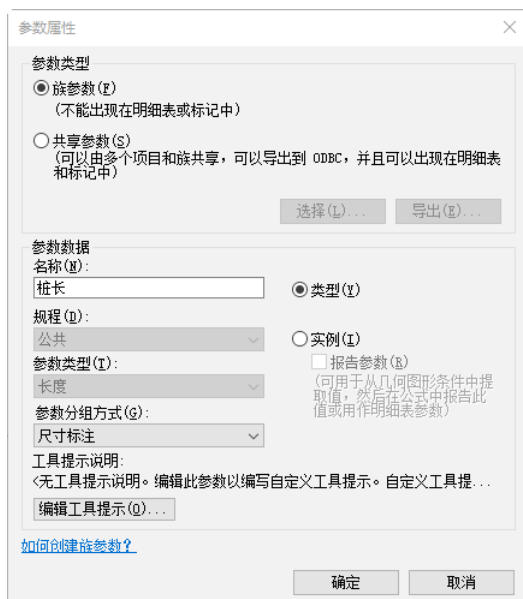 参数属性
参数类型
族参数(F)
(不能出现在明细表或标记中)
共享参数(S)
(可以由多个项目和族共享，可以导出到 ODBC，并且可以出现在明细表
和标记中)
选择(L)...
导出(E)...
参数数据
名称(N):
桩长
类型(Y)
规程(D):
公共
实例(I)
报告参数(R)
(可用于从几何图形条件中提
取值，然后在公式中报告此
值或用作明细表参数)
参数类型(T):
长度
参数分组方式(G):
尺寸标注
工具提示说明:
<无工具提示说明。编辑此参数以编写自定义工具提示。自定义工具提...
编辑工具提示(O)...
如何创建族参数?
确定
取消